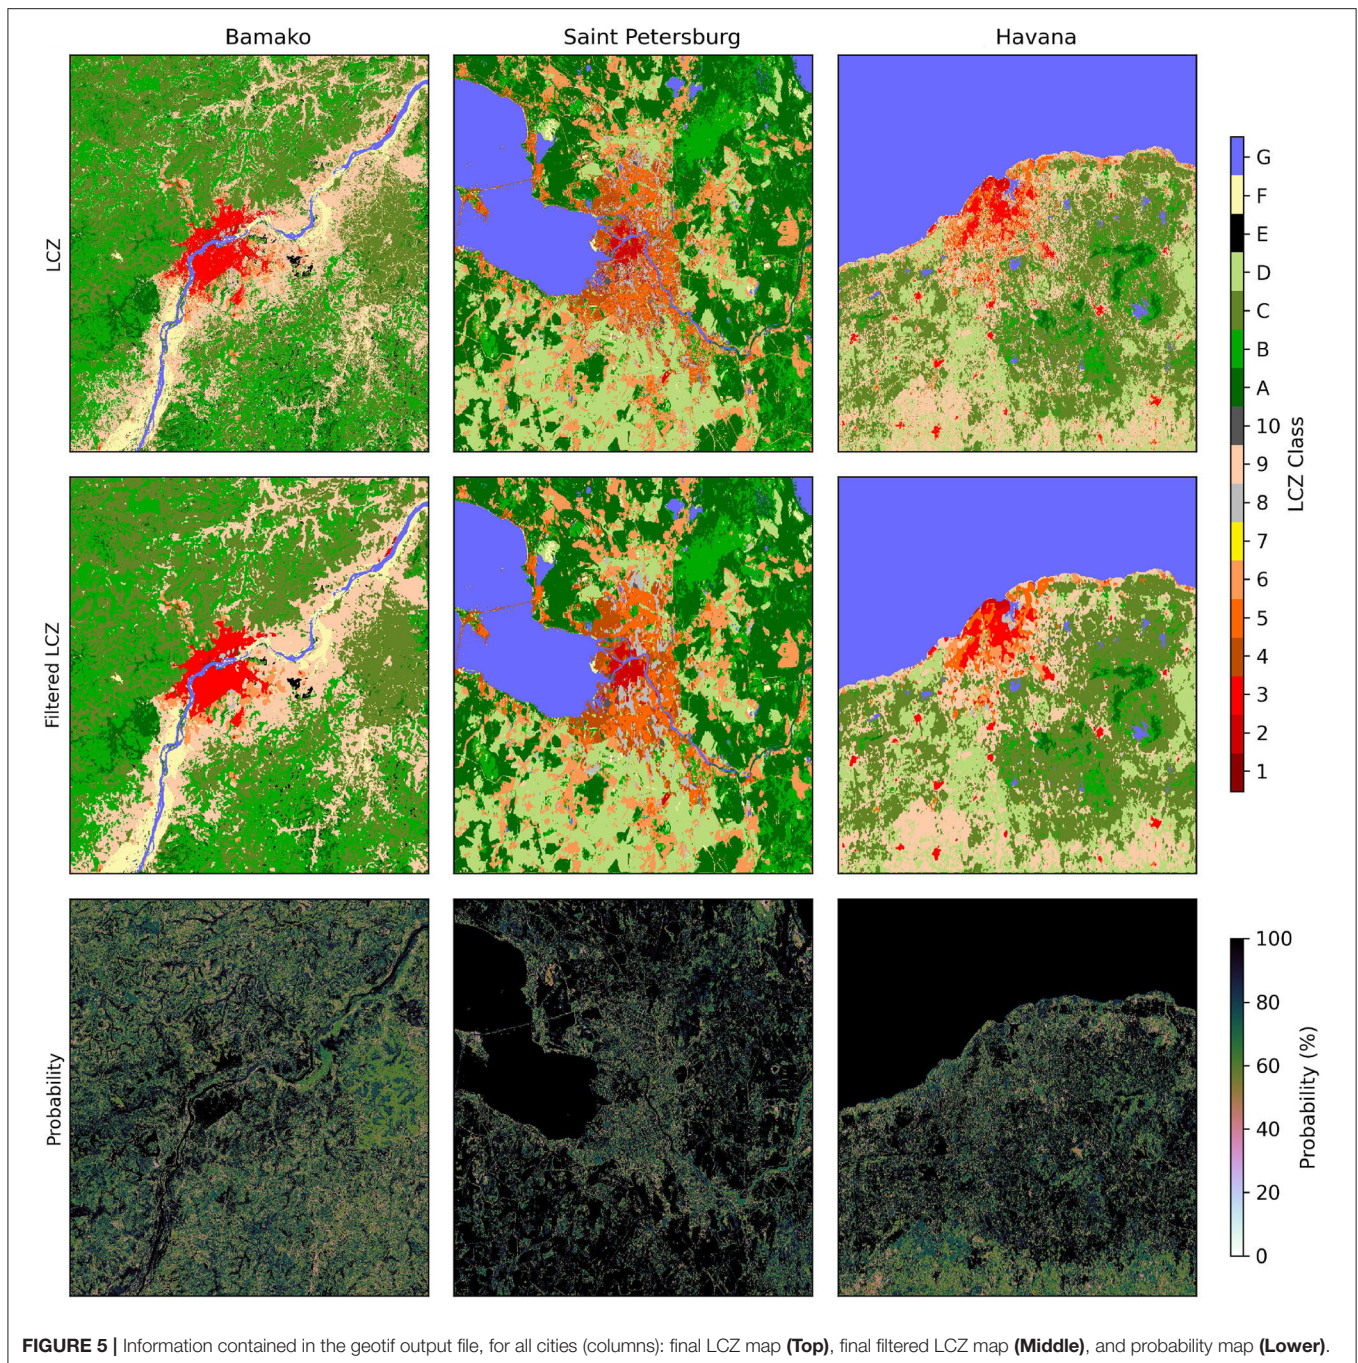 Bamako
Saint Petersburg
Havana
LCZ
Filtered LCZ
Probability
G
F
E
D
C
B
A
10
9
8
7
6
5
4
3
2
1
LCZ Class
100
80
60
40
20
0
Probability (%)
FIGURE 5 | Information contained in the geotif output file, for all cities (columns): final LCZ map (Top), final filtered LCZ map (Middle), and probability map (Lower).